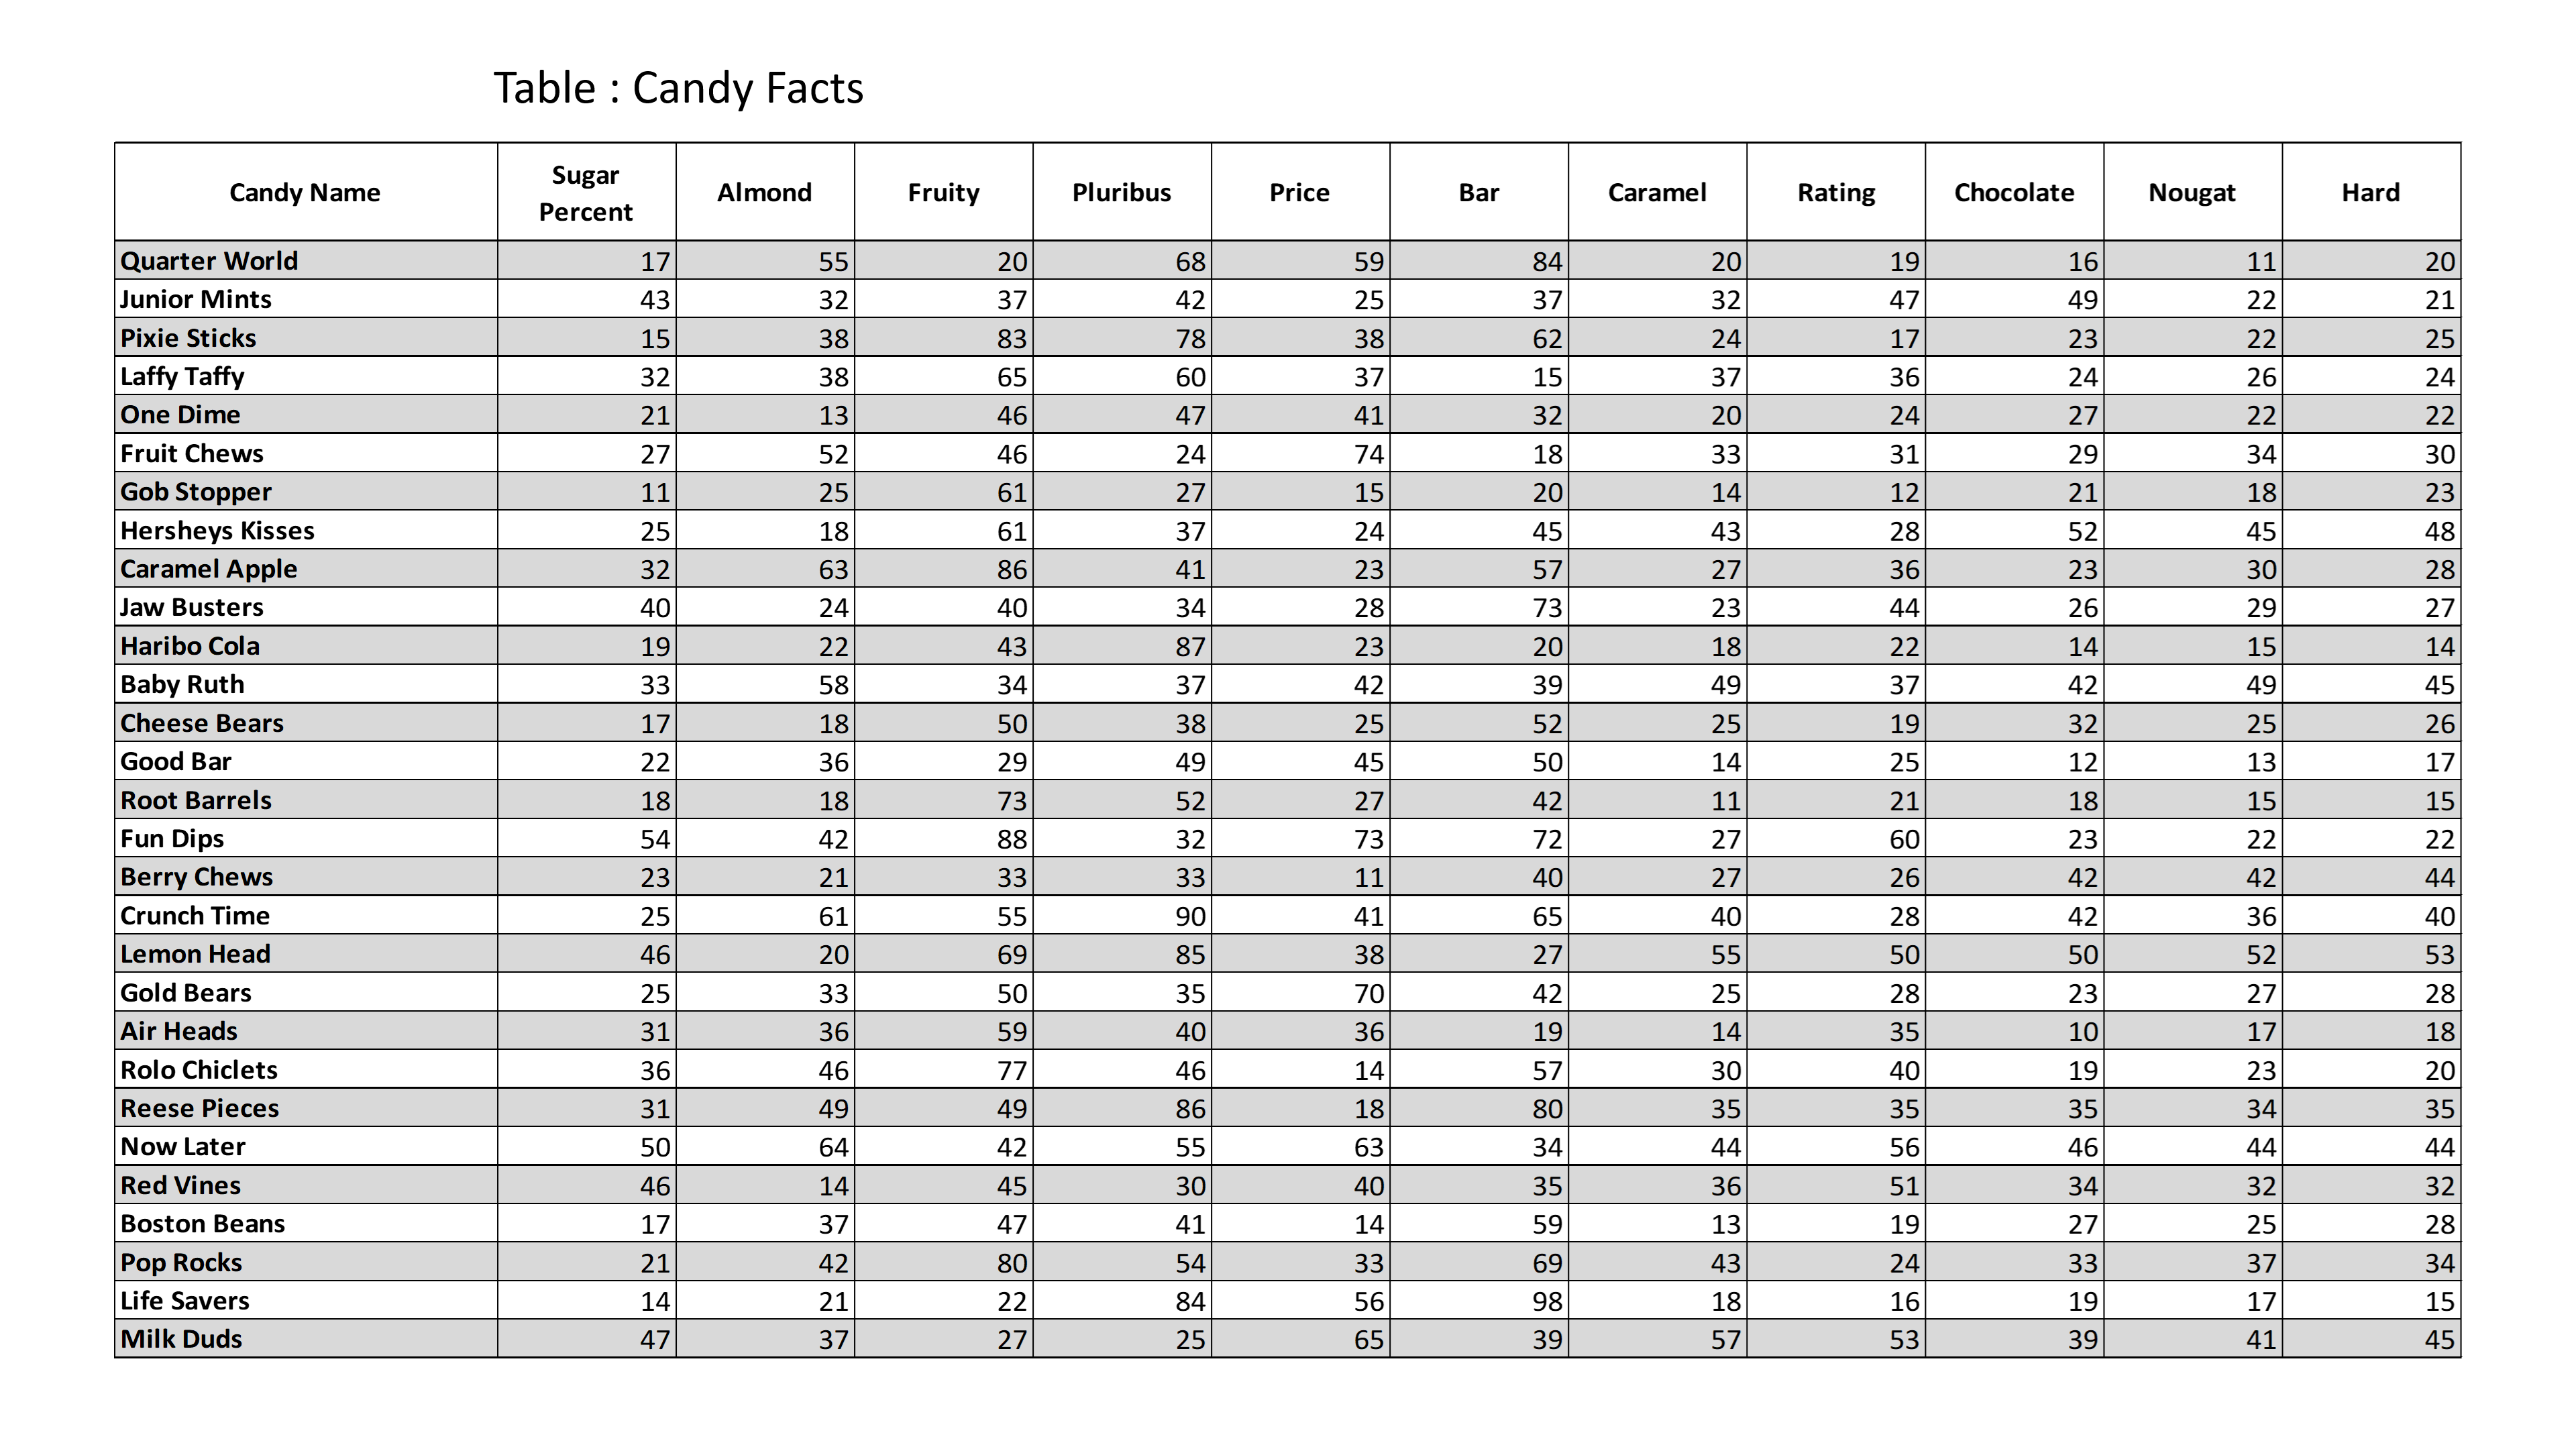 Table : Candy Facts
Candy Name Sugar Percent Almond Fruity Pluribus Price Bar Caramel Rating Chocolate Nougat Hard
Quarter World 17 55 20 68 59 84 20 19 16 11 20
Junior Mints 43 32 37 42 25 37 32 47 49 22 21
Pixie Sticks 15 38 83 78 38 62 24 17 23 22 25
Laffy Taffy 32 38 65 60 37 15 37 36 24 26 24
One Dime 21 13 46 47 41 32 20 24 27 22 22
Fruit Chews 27 52 46 24 74 18 33 31 29 34 30
Gob Stopper 11 25 61 27 15 20 14 12 21 18 23
Hersheys Kisses 25 18 61 37 24 45 43 28 52 45 48
Caramel Apple 32 63 86 41 23 57 27 36 23 30 28
Jaw Busters 40 24 40 34 28 73 23 44 26 29 27
Haribo Cola 19 22 43 87 23 20 18 22 14 15 14
Baby Ruth 33 58 34 37 42 39 49 37 42 49 45
Cheese Bears 17 18 50 38 25 52 25 19 32 25 26
Good Bar 22 36 29 49 45 50 14 25 12 13 17
Root Barrels 18 18 73 52 27 42 11 21 18 15 15
Fun Dips 54 42 88 32 73 72 27 60 23 22 22
Berry Chews 23 21 33 33 11 40 27 26 42 42 44
Crunch Time 25 61 55 90 41 65 40 28 42 36 40
Lemon Head 46 20 69 85 38 27 55 50 50 52 53
Gold Bears 25 33 50 35 70 42 25 28 23 27 28
Air Heads 31 36 59 40 36 19 14 35 10 17 18
Rolo Chiclets 36 46 77 46 14 57 30 40 19 23 20
Reese Pieces 31 49 49 86 18 80 35 35 35 34 35
Now Later 50 64 42 55 63 34 44 56 46 44 44
Red Vines 46 14 45 30 40 35 36 51 34 32 32
Boston Beans 17 37 47 41 14 59 13 19 27 25 28
Pop Rocks 21 42 80 54 33 69 43 24 33 37 34
Life Savers 14 21 22 84 56 98 18 16 19 17 15
Milk Duds 47 37 27 25 65 39 57 53 39 41 45